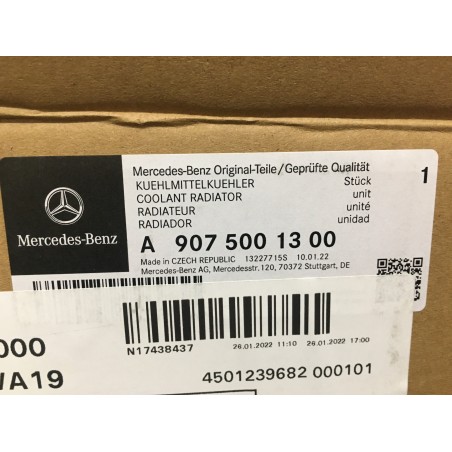 Mercedes-Benz
Mercedes-Benz Original-Teile/Geprüfte Qualität
KUEHLMITTELKUEHLER Stück 1
COOLANT RADIATOR unit
RADIATEUR unité
RADIADOR unidad
A 907 500 13 00
Made in CZECH REPUBLIC 13227715S 10.01.22
Mercedes-Benz AG, Mercedesstr.120, 70372 Stuttgart, DE
000
N17438437 26.01.2022 11:10 26.01.2022 17:00
/A19
4501239682 000101